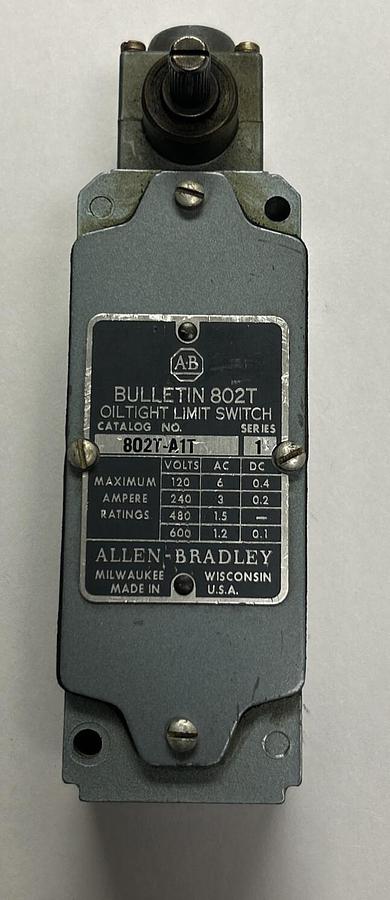 A-B
BULLETIN 802T
OILTIGHT LIMIT SWITCH
CATALOG NO. SERIES
802T-A1T 1
VOLTS AC DC
MAXIMUM 120 6 0.4
AMPERE 240 3 0.2
RATINGS 480 1.5 —
600 1.2 0.1
ALLEN-BRADLEY
MILWAUKEE WISCONSIN
MADE IN U.S.A.